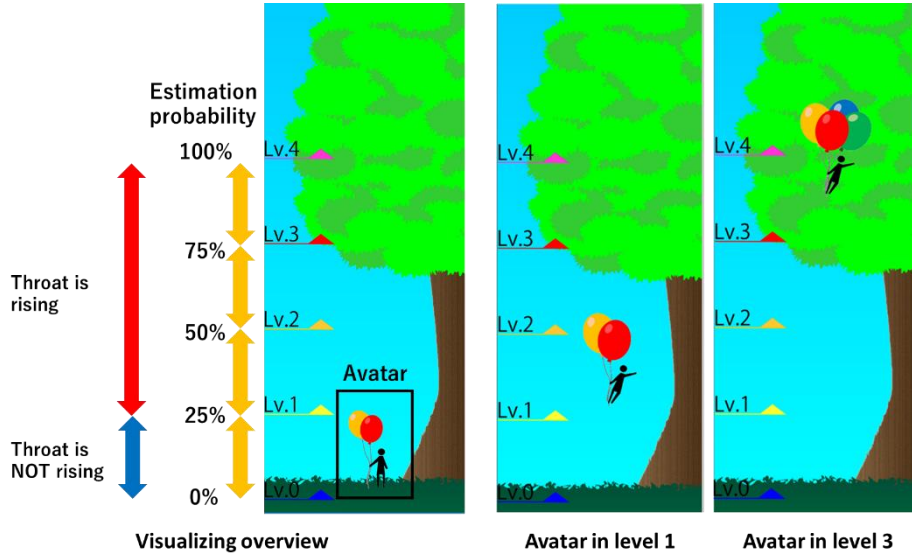 Estimation
probability
100%
75%
50%
25%
0%
Throat is
rising
Throat is
NOT rising
Lv.4
Lv.3
Lv.2
Lv.1
Lv.0
Avatar
Visualizing overview
Lv.4
Lv.3
Lv.2
Lv.1
Lv.0
Avatar in level 1
Lv.4
Lv.3
Lv.2
Lv.1
Lv.0
Avatar in level 3